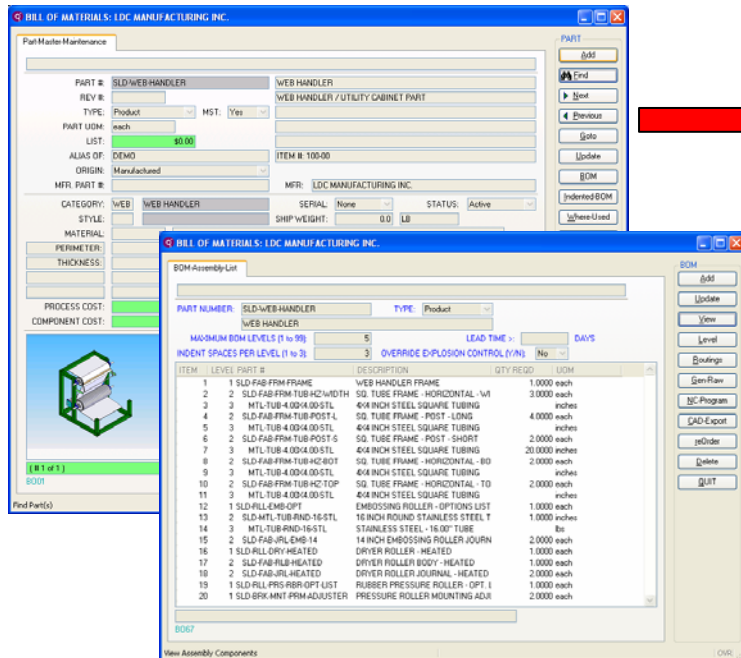 BILL OF MATERIALS: LDC MANUFACTURING INC.
Part-Master-Maintenance
PART #: SLD-WEB-HANDLER WEB HANDLER
REV #: WEB HANDLER / UTILITY CABINET PART
TYPE: Product MST: Yes
PART UOM: each
LIST: $0.00
ALIAS OF: DEMO ITEM #: 100-00
ORIGIN: Manufactured
MFR. PART #: MFR: LDC MANUFACTURING INC.
CATEGORY: WEB WEB HANDLER SERIAL: None STATUS: Active
STYLE: SHIP WEIGHT: 0.0 LB
MATERIAL:
PERIMETER:
THICKNESS:
PROCESS COST:
COMPONENT COST:
( # 1 of 1 )
BO01
Find Part(s)
PART
Add
Find
Next
Previous
Goto
Update
BOM
Indented-BOM
Where-Used
BILL OF MATERIALS: LDC MANUFACTURING INC.
BOM-Assembly-List
PART NUMBER: SLD-WEB-HANDLER TYPE: Product
WEB HANDLER
MAXIMUM BOM LEVELS (1 to 99): 5 LEAD TIME >: DAYS
INDENT SPACES PER LEVEL (1 to 3): 3 OVERRIDE EXPLOSION CONTROL (Y/N): No
ITEM LEVEL PART # DESCRIPTION QTY REQD UOM
1 1 SLD-FAB-FRM-FRAME WEB HANDLER FRAME 1.0000 each
2 2 SLD-FAB-FRM-TUB-HZ-WIDTH SQ. TUBE FRAME - HORIZONTAL - WI 3.0000 each
3 3 MTL-TUB-4.00X4.00-STL 4X4 INCH STEEL SQUARE TUBING inches
4 2 SLD-FAB-FRM-TUB-POST-L SQ. TUBE FRAME - POST - LONG 4.0000 each
5 3 MTL-TUB-4.00X4.00-STL 4X4 INCH STEEL SQUARE TUBING inches
6 2 SLD-FAB-FRM-TUB-POST-S SQ. TUBE FRAME - POST - SHORT 2.0000 each
7 3 MTL-TUB-4.00X4.00-STL 4X4 INCH STEEL SQUARE TUBING 20.0000 inches
8 2 SLD-FAB-FRM-TUB-HZ-BOT SQ. TUBE FRAME - HORIZONTAL - BO 2.0000 each
9 3 MTL-TUB-4.00X4.00-STL 4X4 INCH STEEL SQUARE TUBING inches
10 2 SLD-FAB-FRM-TUB-HZ-TOP SQ. TUBE FRAME - HORIZONTAL - TO 2.0000 each
11 3 MTL-TUB-4.00X4.00-STL 4X4 INCH STEEL SQUARE TUBING inches
12 1 SLD-RLL-EMB-OPT EMBOSSING ROLLER - OPTIONS LIST 1.0000 each
13 2 SLD-MTL-TUB-RND-16-STL 16 INCH ROUND STAINLESS STEEL T 1.0000 inches
14 3 MTL-TUB-RND-16-STL STAINLESS STEEL - 16.00" TUBE lbs
15 2 SLD-FAB-JRL-EMB-14 14 INCH EMBOSSING ROLLER JOURN 2.0000 each
16 1 SLD-RLL-DRY-HEATED DRYER ROLLER - HEATED 1.0000 each
17 2 SLD-FAB-RLB-HEATED DRYER ROLLER BODY - HEATED 1.0000 each
18 2 SLD-FAB-JRL-HEATED DRYER ROLLER JOURNAL - HEATED 2.0000 each
19 1 SLD-RLL-PRS-RBR-OPT-LIST RUBBER PRESSURE ROLLER - OPT. L 1.0000 each
20 2 SLD-BRK-MNT-PRM-ADJUSTER PRESSURE ROLLER MOUNTING ADJU 2.0000 each
BO67
View Assembly Components
OVR
BOM
Add
Update
View
Level
Routings
Gen-Raw
NC-Program
CAD-Export
reOrder
Delete
QUIT